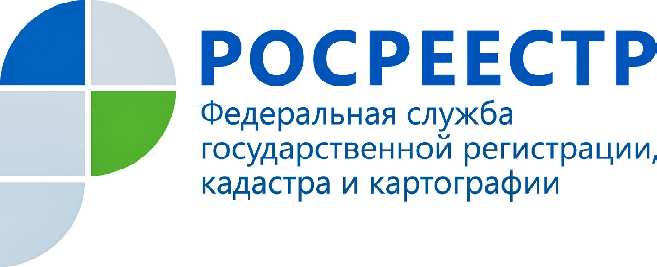 РОСРЕЕСТР
Федеральная служба
государственной регистрации,
кадастра и картографии